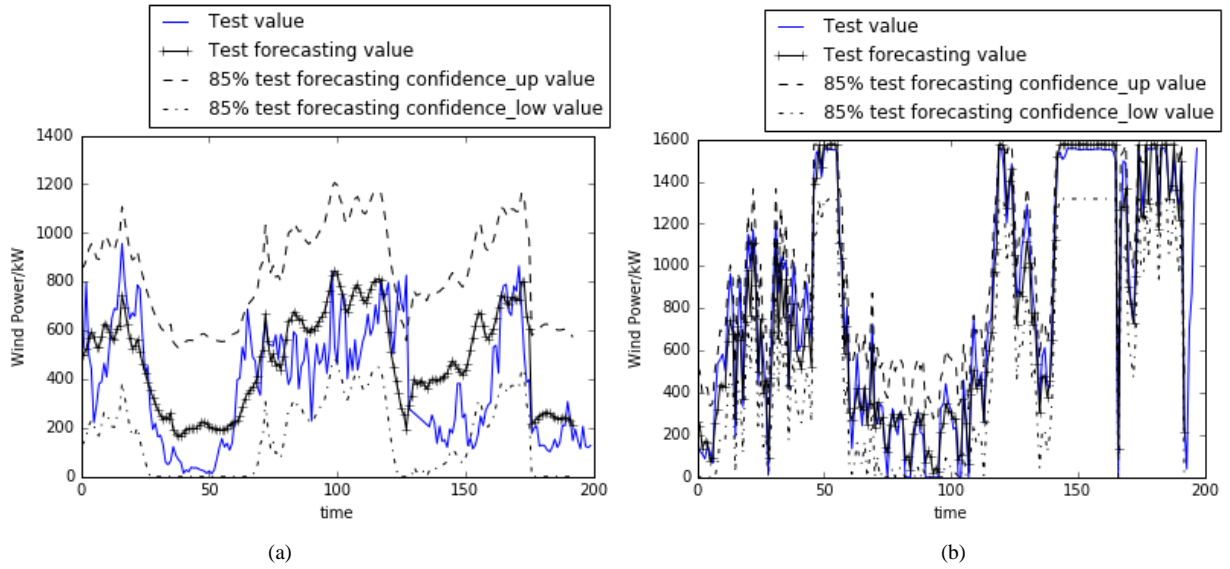 Test value
Test forecasting value
85% test forecasting confidence_up value
85% test forecasting confidence_low value
1400
1200
1000
800
600
400
200
0
Wind Power/kW
0 50 100 150 200
time
(a)
Test value
Test forecasting value
85% test forecasting confidence_up value
85% test forecasting confidence_low value
1600
1400
1200
1000
800
600
400
200
0
Wind Power/kW
0 50 100 150 200
time
(b)